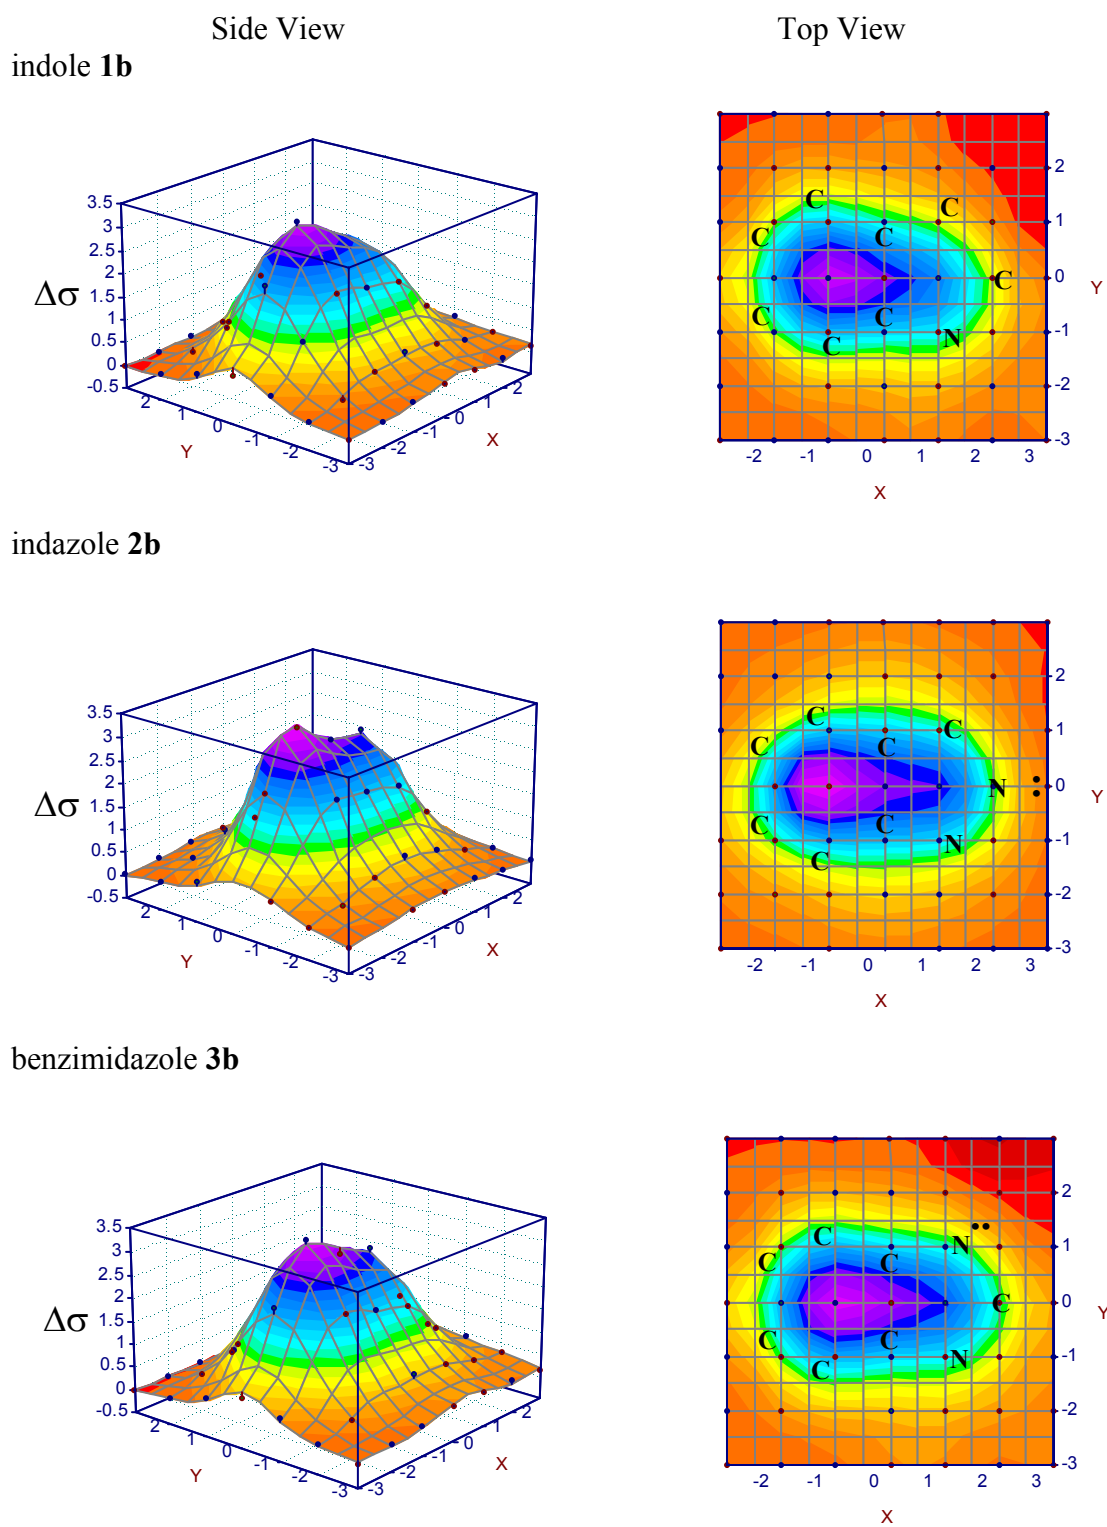 Side View Top View
indole 1b
3.5
3
2.5
2
1.5
1
0.5
0
-0.5
Δσ
2 1 0 -1 -2 -3
Y
-3 -2 -1 0 1 2
X
C C
C C
C
C C
C N
2
1
0
-1
-2
-3
Y
-2 -1 0 1 2 3
X
indazole 2b
3.5
3
2.5
2
1.5
1
0.5
0
-0.5
Δσ
2 1 0 -1 -2 -3
Y
-3 -2 -1 0 1 2
X
C C
C C
N :
C C
C N
2
1
0
-1
-2
-3
Y
-2 -1 0 1 2 3
X
benzimidazole 3b
3.5
3
2.5
2
1.5
1
0.5
0
-0.5
Δσ
2 1 0 -1 -2 -3
Y
-3 -2 -1 0 1 2
X
••
C N
C C
C
C C
C N
2
1
0
-1
-2
-3
Y
-2 -1 0 1 2 3
X